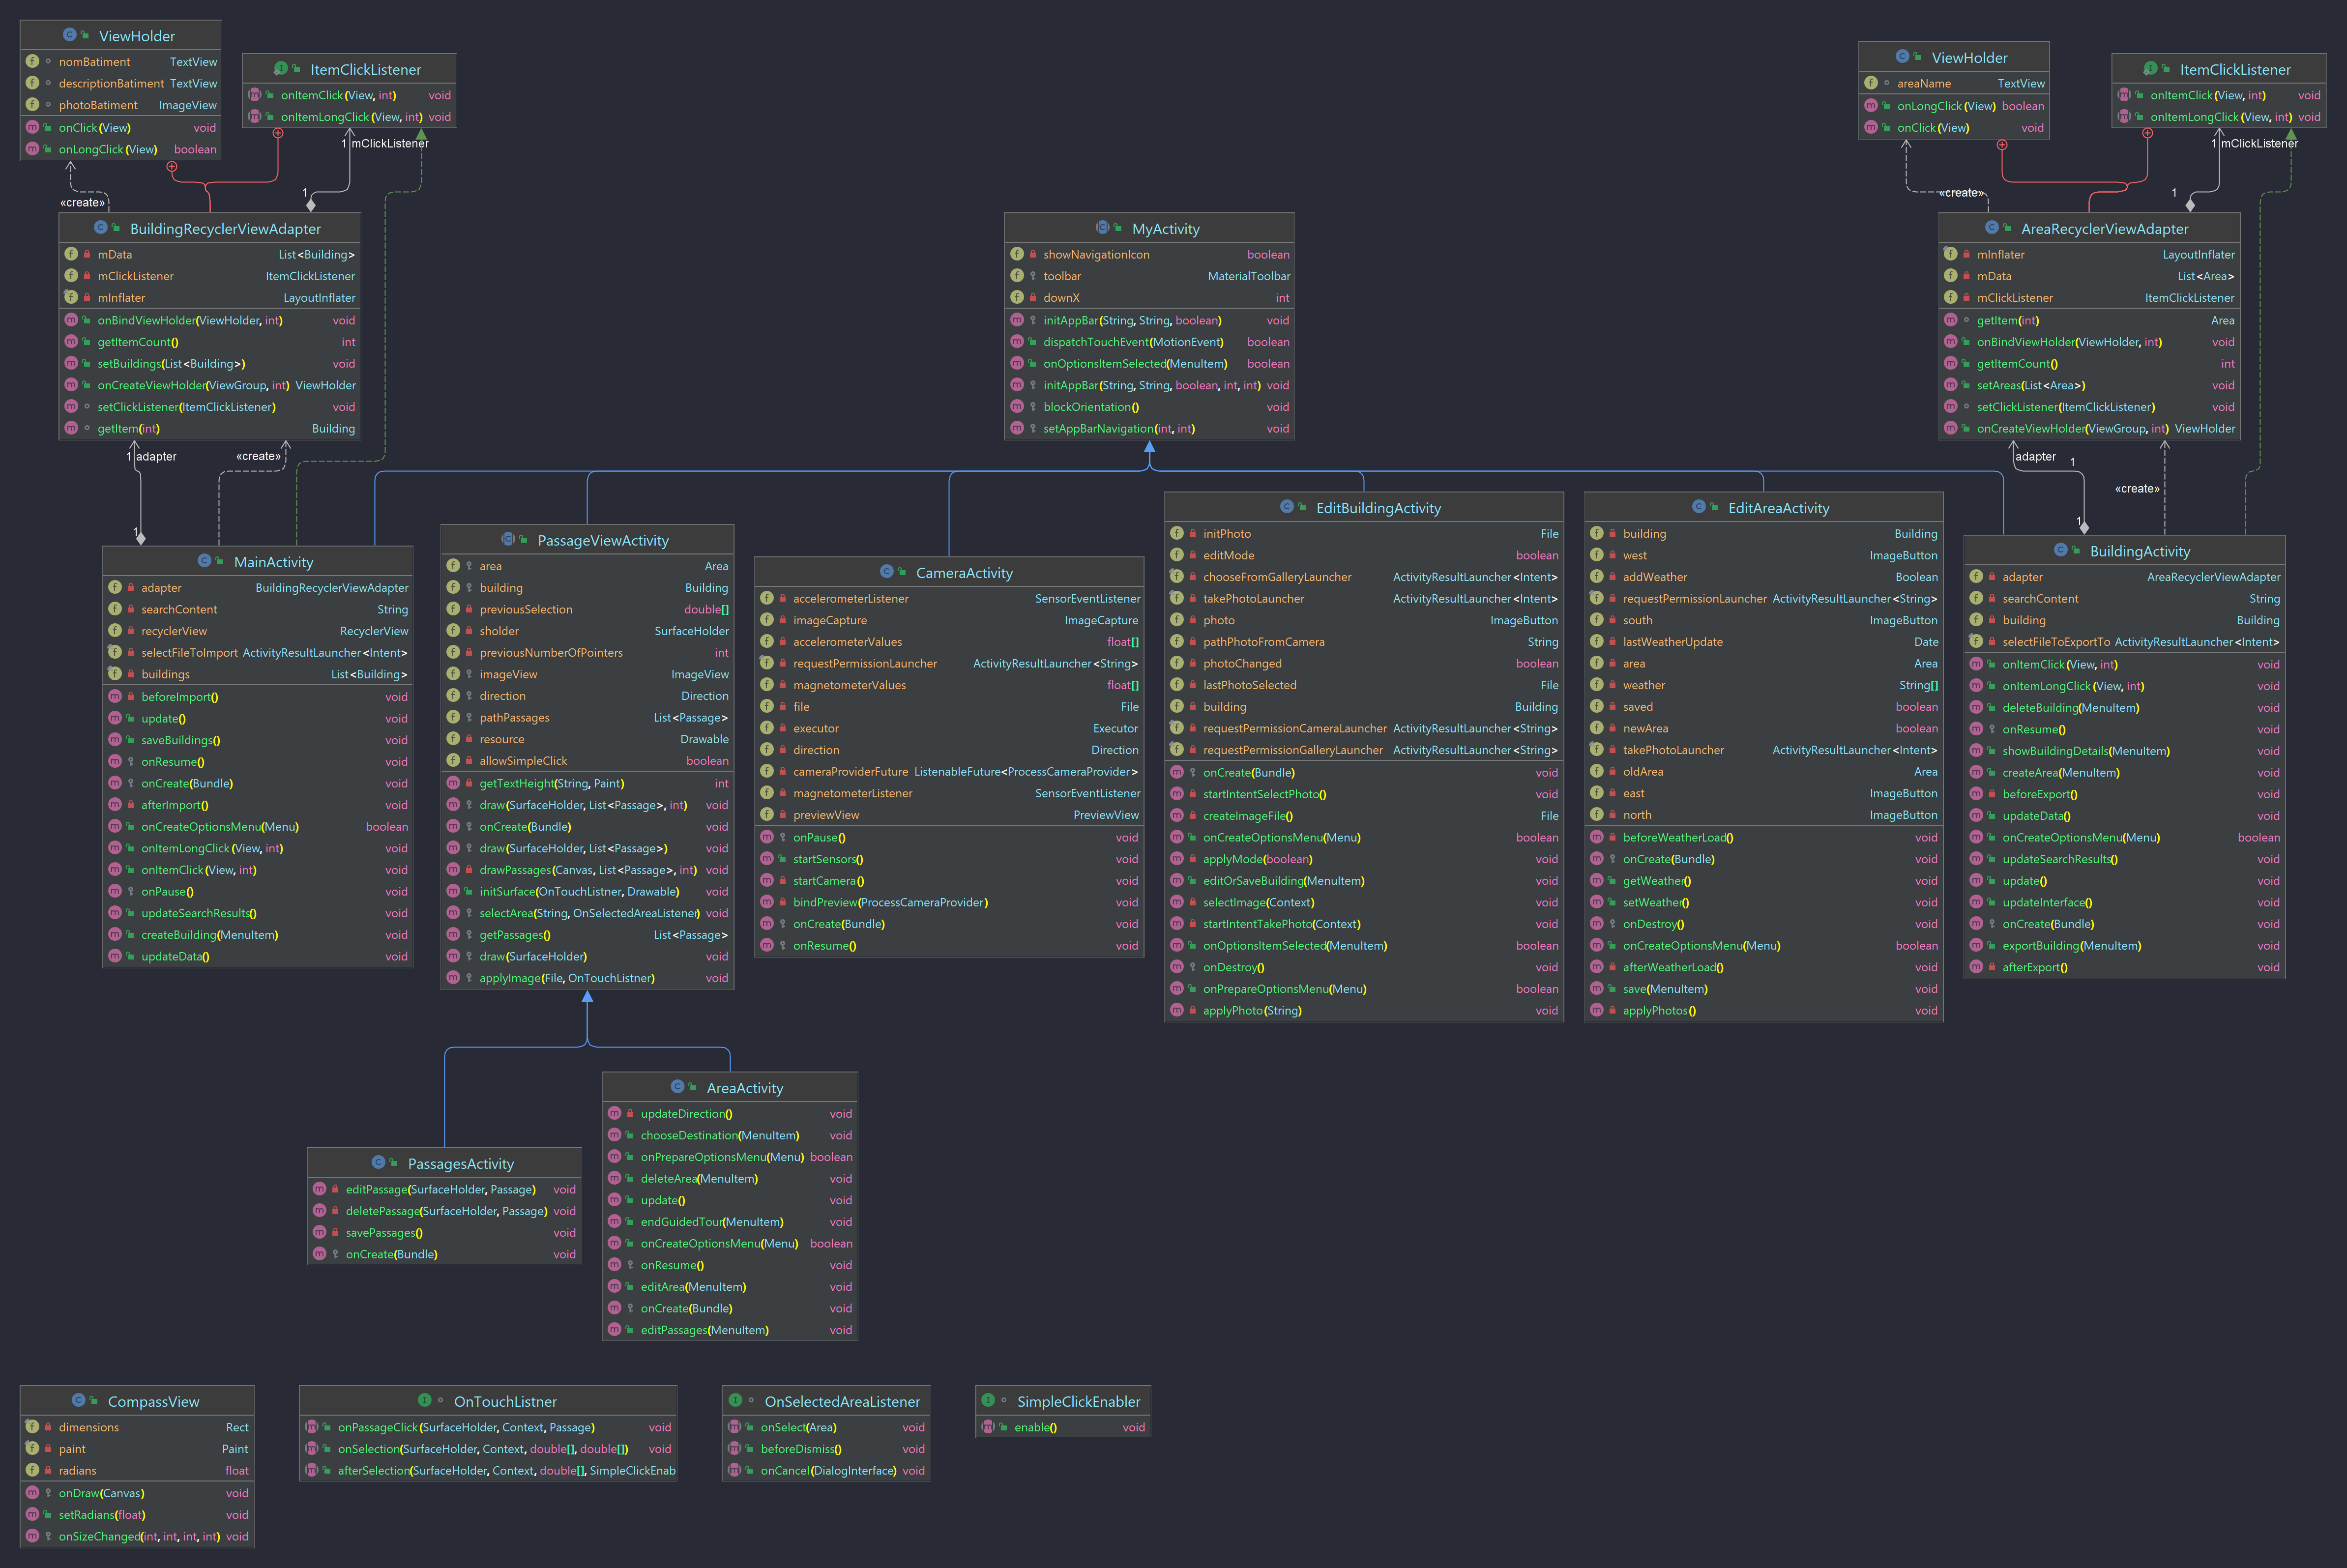 ViewHolder
nomBatiment TextView
descriptionBatiment TextView
photoBatiment ImageView
onClick(View) void
onLongClick(View) boolean
ItemClickListener
onItemClick(View, int) void
onItemLongClick(View, int) void
1 mClickListener
1
«create»
BuildingRecyclerViewAdapter
mData List<Building>
mClickListener ItemClickListener
mInflater LayoutInflater
onBindViewHolder(ViewHolder, int) void
getItemCount() int
setBuildings(List<Building>) void
onCreateViewHolder(ViewGroup, int) ViewHolder
setClickListener(ItemClickListener) void
getItem(int) Building
1 adapter
«create»
1
MyActivity
showNavigationIcon boolean
toolbar MaterialToolbar
downX int
initAppBar(String, String, boolean) void
dispatchTouchEvent(MotionEvent) boolean
onOptionsItemSelected(MenuItem) boolean
initAppBar(String, String, boolean, int, int) void
blockOrientation() void
setAppBarNavigation(int, int) void
ViewHolder
areaName TextView
onLongClick(View) boolean
onClick(View) void
ItemClickListener
onItemClick(View, int) void
onItemLongClick(View, int) void
1 mClickListener
«create»
1
AreaRecyclerViewAdapter
mInflater LayoutInflater
mData List<Area>
mClickListener ItemClickListener
getItem(int) Area
onBindViewHolder(ViewHolder, int) void
getItemCount() int
setAreas(List<Area>) void
setClickListener(ItemClickListener) void
onCreateViewHolder(ViewGroup, int) ViewHolder
adapter
1
«create»
1
MainActivity
adapter BuildingRecyclerViewAdapter
searchContent String
recyclerView RecyclerView
selectFileToImport ActivityResultLauncher<Intent>
buildings List<Building>
beforeImport() void
update() void
saveBuildings() void
onResume() void
onCreate(Bundle) void
afterImport() void
onCreateOptionsMenu(Menu) boolean
onItemLongClick(View, int) void
onItemClick(View, int) void
onPause() void
updateSearchResults() void
createBuilding(MenuItem) void
updateData() void
PassageViewActivity
area Area
building Building
previousSelection double[]
sholder SurfaceHolder
previousNumberOfPointers int
imageView ImageView
direction Direction
pathPassages List<Passage>
resource Drawable
allowSimpleClick boolean
getTextHeight(String, Paint) int
draw(SurfaceHolder, List<Passage>, int) void
onCreate(Bundle) void
draw(SurfaceHolder, List<Passage>) void
drawPassages(Canvas, List<Passage>, int) void
initSurface(OnTouchListner, Drawable) void
selectArea(String, OnSelectedAreaListener) void
getPassages() List<Passage>
draw(SurfaceHolder) void
applyImage(File, OnTouchListner) void
CameraActivity
accelerometerListener SensorEventListener
imageCapture ImageCapture
accelerometerValues float[]
requestPermissionLauncher ActivityResultLauncher<String>
magnetometerValues float[]
file File
executor Executor
direction Direction
cameraProviderFuture ListenableFuture<ProcessCameraProvider>
magnetometerListener SensorEventListener
previewView PreviewView
onPause() void
startSensors() void
startCamera() void
bindPreview(ProcessCameraProvider) void
onCreate(Bundle) void
onResume() void
EditBuildingActivity
initPhoto File
editMode boolean
chooseFromGalleryLauncher ActivityResultLauncher<Intent>
takePhotoLauncher ActivityResultLauncher<Intent>
photo ImageButton
pathPhotoFromCamera String
photoChanged boolean
lastPhotoSelected File
building Building
requestPermissionCameraLauncher ActivityResultLauncher<String>
requestPermissionGalleryLauncher ActivityResultLauncher<String>
onCreate(Bundle) void
startIntentSelectPhoto() void
createImageFile() File
onCreateOptionsMenu(Menu) boolean
applyMode(boolean) void
editOrSaveBuilding(MenuItem) void
selectImage(Context) void
startIntentTakePhoto(Context) void
onOptionsItemSelected(MenuItem) boolean
onDestroy() void
onPrepareOptionsMenu(Menu) boolean
applyPhoto(String) void
EditAreaActivity
building Building
west ImageButton
addWeather Boolean
requestPermissionLauncher ActivityResultLauncher<String>
south ImageButton
lastWeatherUpdate Date
area Area
weather String[]
saved boolean
newArea boolean
takePhotoLauncher ActivityResultLauncher<Intent>
oldArea Area
east ImageButton
north ImageButton
beforeWeatherLoad() void
onCreate(Bundle) void
getWeather() void
setWeather() void
onDestroy() void
onCreateOptionsMenu(Menu) boolean
afterWeatherLoad() void
save(MenuItem) void
applyPhotos() void
BuildingActivity
adapter AreaRecyclerViewAdapter
searchContent String
building Building
selectFileToExportTo ActivityResultLauncher<Intent>
onItemClick(View, int) void
onItemLongClick(View, int) void
deleteBuilding(MenuItem) void
onResume() void
showBuildingDetails(MenuItem) void
createArea(MenuItem) void
beforeExport() void
updateData() void
onCreateOptionsMenu(Menu) boolean
updateSearchResults() void
update() void
updateInterface() void
onCreate(Bundle) void
exportBuilding(MenuItem) void
afterExport() void
PassagesActivity
editPassage(SurfaceHolder, Passage) void
deletePassage(SurfaceHolder, Passage) void
savePassages() void
onCreate(Bundle) void
AreaActivity
updateDirection() void
chooseDestination(MenuItem) void
onPrepareOptionsMenu(Menu) boolean
deleteArea(MenuItem) void
update() void
endGuidedTour(MenuItem) void
onCreateOptionsMenu(Menu) boolean
onResume() void
editArea(MenuItem) void
onCreate(Bundle) void
editPassages(MenuItem) void
CompassView
dimensions Rect
paint Paint
radians float
onDraw(Canvas) void
setRadians(float) void
onSizeChanged(int, int, int, int) void
OnTouchListner
onPassageClick(SurfaceHolder, Context, Passage) void
onSelection(SurfaceHolder, Context, double[], double[]) void
afterSelection(SurfaceHolder, Context, double[], SimpleClickEnab
OnSelectedAreaListener
onSelect(Area) void
beforeDismiss() void
onCancel(DialogInterface) void
SimpleClickEnabler
enable() void